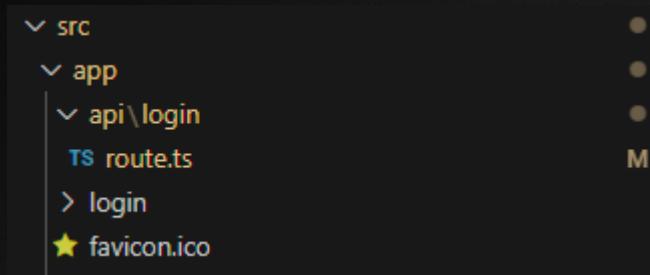 src
app
api\login
TS route.ts M
login
favicon.ico